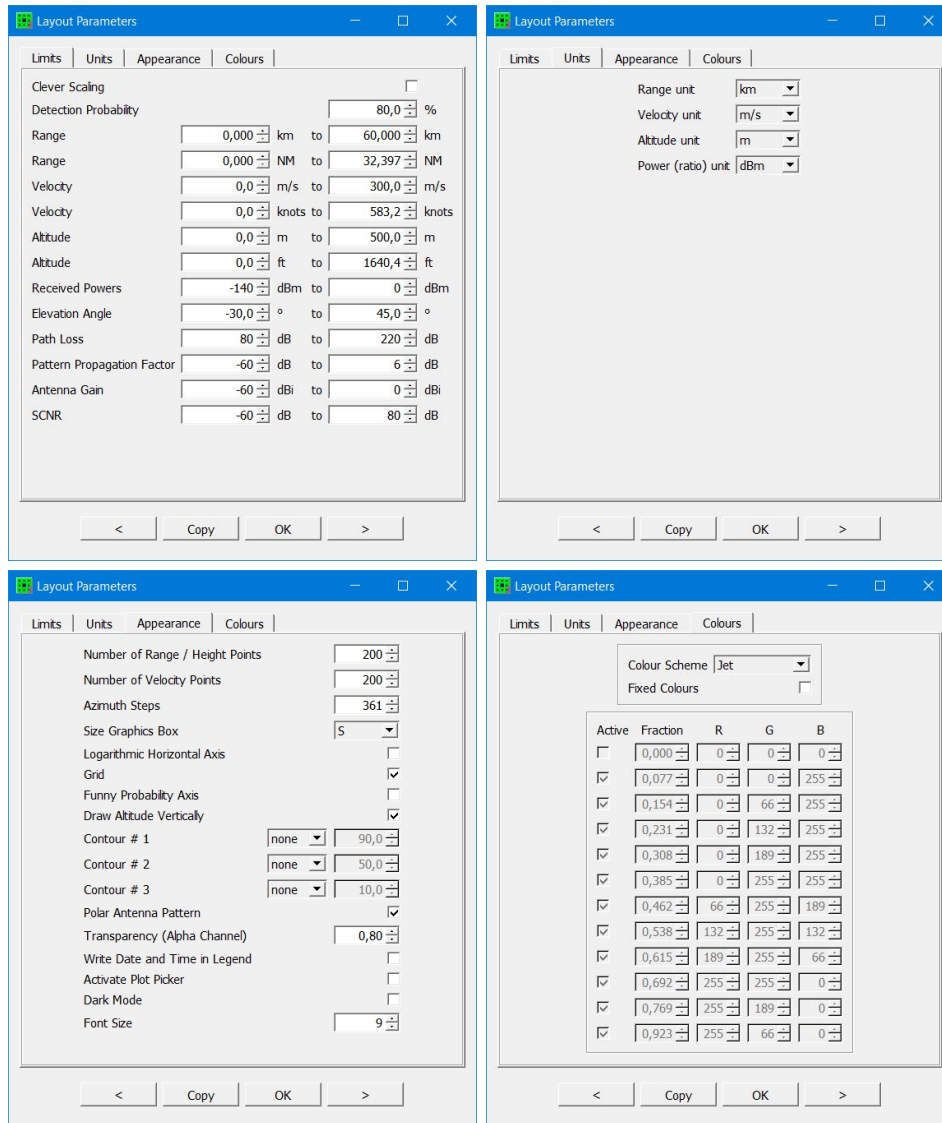 Layout Parameters
Limits Units Appearance Colours
Clever Scaling
Detection Probability 80,0 %
Range 0,000 km to 60,000 km
Range 0,000 NM to 32,397 NM
Velocity 0,0 m/s to 300,0 m/s
Velocity 0,0 knots to 583,2 knots
Altitude 0,0 m to 500,0 m
Altitude 0,0 ft to 1640,4 ft
Received Powers -140 dBm to 0 dBm
Elevation Angle -30,0 º to 45,0 º
Path Loss 80 dB to 220 dB
Pattern Propagation Factor -60 dB to 6 dB
Antenna Gain -60 dBi to 0 dBi
SCNR -60 dB to 80 dB
< Copy OK >
Layout Parameters
Limits Units Appearance Colours
Range unit km
Velocity unit m/s
Altitude unit m
Power (ratio) unit dBm
< Copy OK >
Layout Parameters
Limits Units Appearance Colours
Number of Range / Height Points 200
Number of Velocity Points 200
Azimuth Steps 361
Size Graphics Box S
Logarithmic Horizontal Axis
Grid
Funny Probability Axis
Draw Altitude Vertically
Contour # 1 none 90,0
Contour # 2 none 50,0
Contour # 3 none 10,0
Polar Antenna Pattern
Transparency (Alpha Channel) 0,80
Write Date and Time in Legend
Activate Plot Picker
Dark Mode
Font Size 9
< Copy OK >
Layout Parameters
Limits Units Appearance Colours
Colour Scheme Jet
Fixed Colours
Active Fraction R G B
0,000 0 0 0
0,077 0 0 255
0,154 0 66 255
0,231 0 132 255
0,308 0 189 255
0,385 0 255 255
0,462 66 255 189
0,538 132 255 132
0,615 189 255 66
0,692 255 255 0
0,769 255 189 0
0,923 255 66 0
< Copy OK >